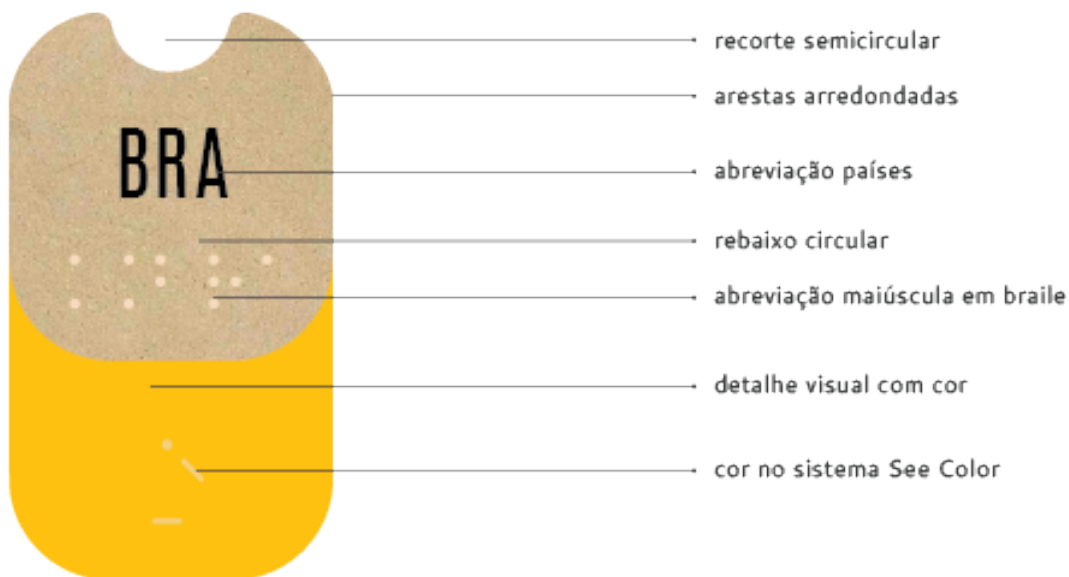 recorte semicircular
arestas arredondadas
BRA
abreviação países
rebaixo circular
abreviação maiúscula em braile
detalhe visual com cor
cor no sistema See Color